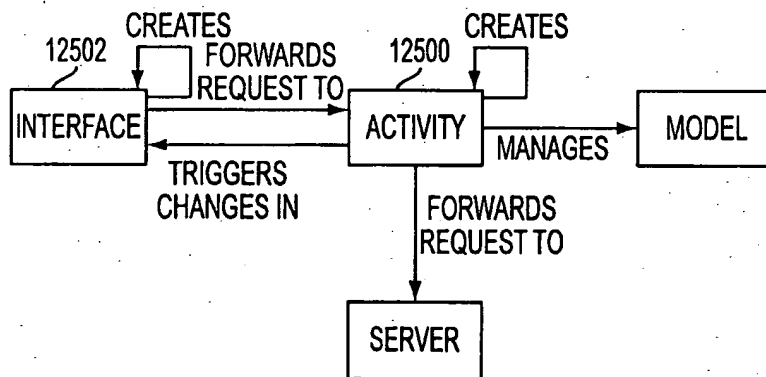 CREATES
12502
FORWARDS
REQUEST TO
12500
CREATES
INTERFACE
ACTIVITY
MODEL
MANAGES
TRIGGERS
CHANGES IN
FORWARDS
REQUEST TO
SERVER